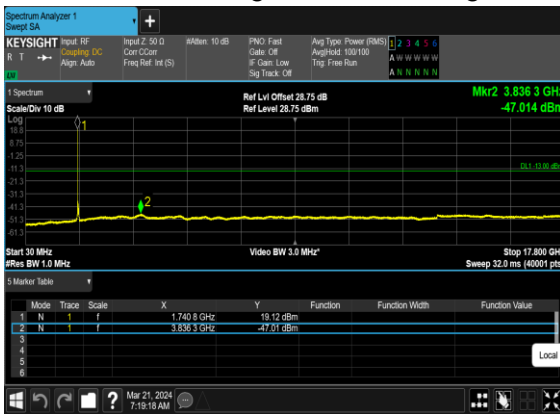 Spectrum Analyzer 1
Swept SA
KEYSIGHT Input: RF Input Z: 50 Ω #Atten: 10 dB PNO: Fast Avg Type: Power (RMS) 1 2 3 4 5 6
R T Coupling: DC Corr CCorr Gate: Off Avg|Hold: 100/100 A W W W W W
Align: Auto Freq Ref: Int (S) IF Gain: Low Trig: Free Run
LV Sig Track: Off A N N N N N
1 Spectrum Ref Lvl Offset 28.75 dB Mkr2 3.836 3 GHz
Scale/Div 10 dB Ref Level 28.75 dBm -47.014 dBm
Log
18.8
8.75
-1.25
-11.3
-21.3
-31.3
-41.3
-51.3
-61.3
1
2
DL1 -13.00 dBm
Start 30 MHz Video BW 3.0 MHz* Stop 17.800 GHz
#Res BW 1.0 MHz Sweep 32.0 ms (40001 pts)
5 Marker Table
Mode Trace Scale X Y Function Function Width Function Value
1 N 1 f 1.740 8 GHz 19.12 dBm
2 N 1 f 3.836 3 GHz -47.01 dBm
3
4
5
6
Local
? Mar 21, 2024
7:19:18 AM